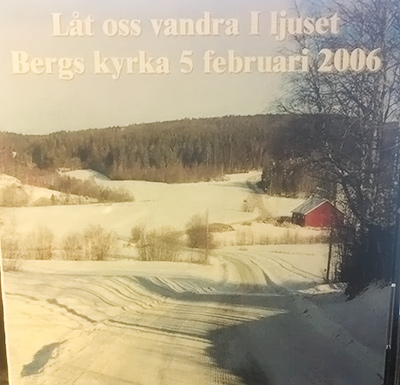 Låt oss vandra I ljuset
Bergs kyrka 5 februari 2006